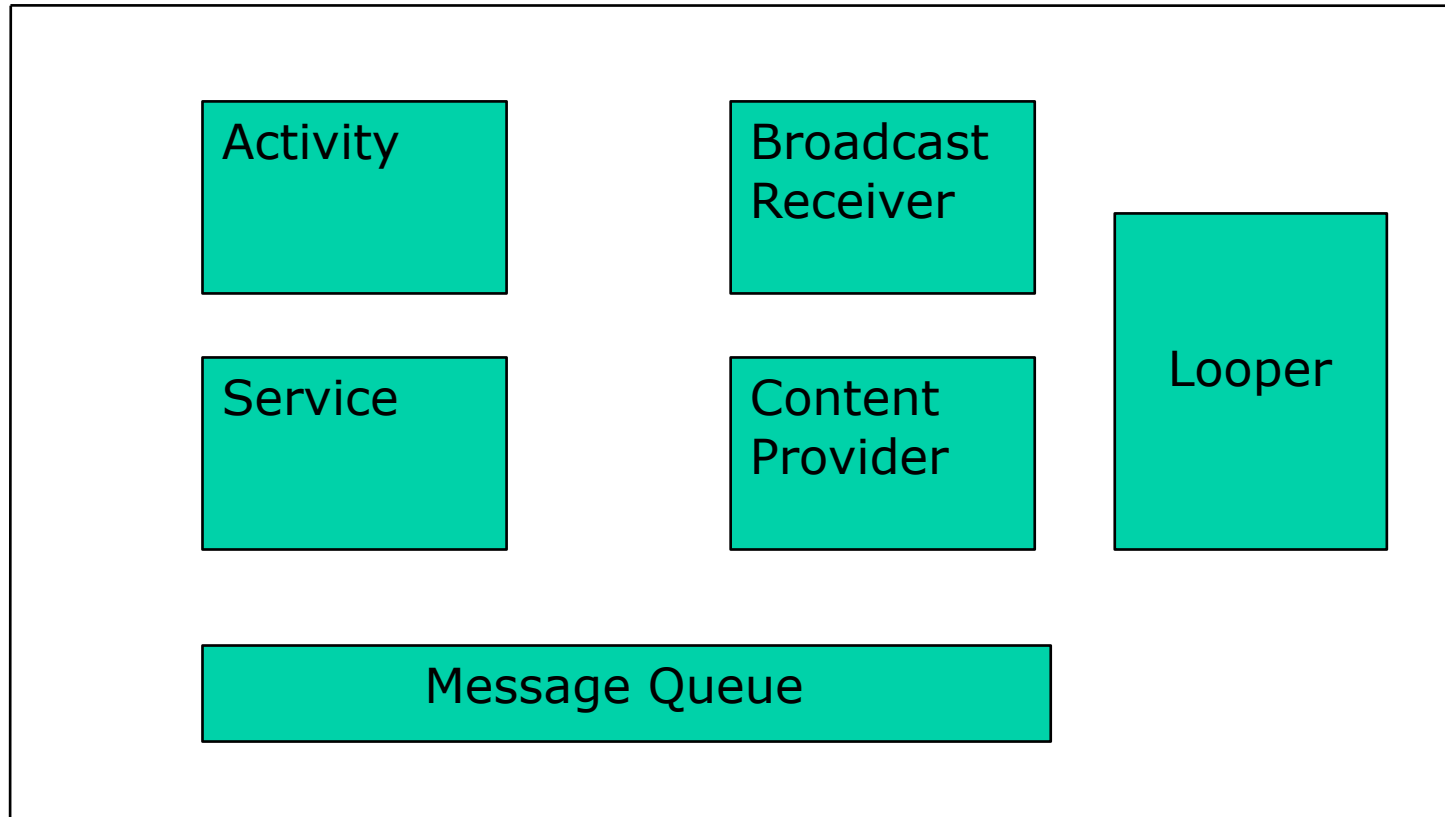 Activity
Broadcast
Receiver
Service
Content
Provider
Looper
Message Queue